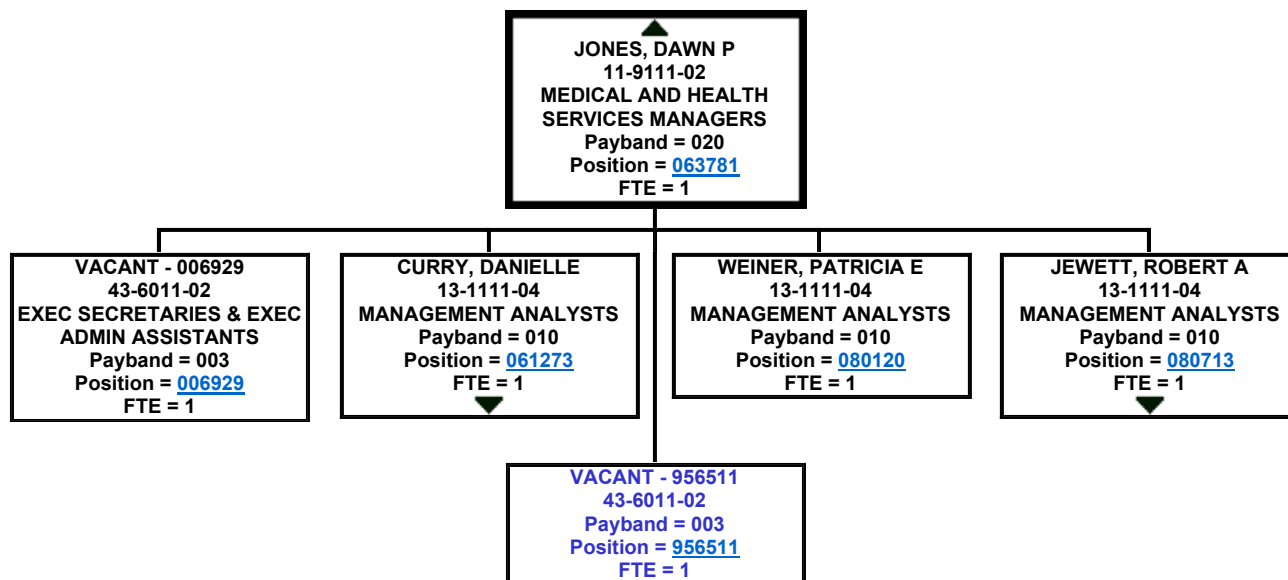 JONES, DAWN P
11-9111-02
MEDICAL AND HEALTH
SERVICES MANAGERS
Payband = 020
Position = 063781
FTE = 1
VACANT - 006929
43-6011-02
EXEC SECRETARIES & EXEC
ADMIN ASSISTANTS
Payband = 003
Position = 006929
FTE = 1
CURRY, DANIELLE
13-1111-04
MANAGEMENT ANALYSTS
Payband = 010
Position = 061273
FTE = 1
WEINER, PATRICIA E
13-1111-04
MANAGEMENT ANALYSTS
Payband = 010
Position = 080120
FTE = 1
JEWETT, ROBERT A
13-1111-04
MANAGEMENT ANALYSTS
Payband = 010
Position = 080713
FTE = 1
VACANT - 956511
43-6011-02
Payband = 003
Position = 956511
FTE = 1